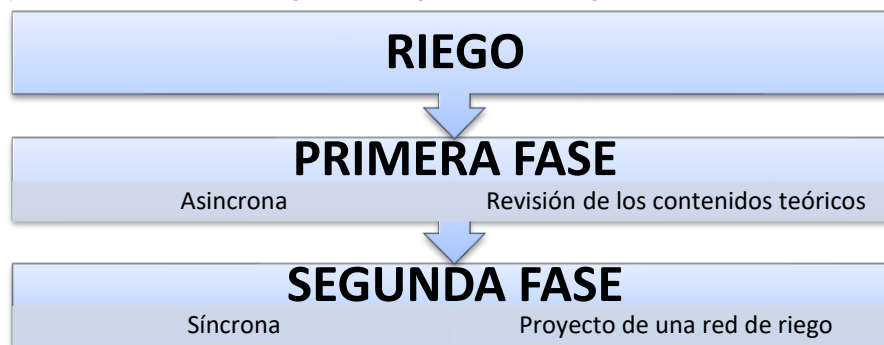 RIEGO
PRIMERA FASE
Asincrona Revisión de los contenidos teóricos
SEGUNDA FASE
Síncrona Proyecto de una red de riego